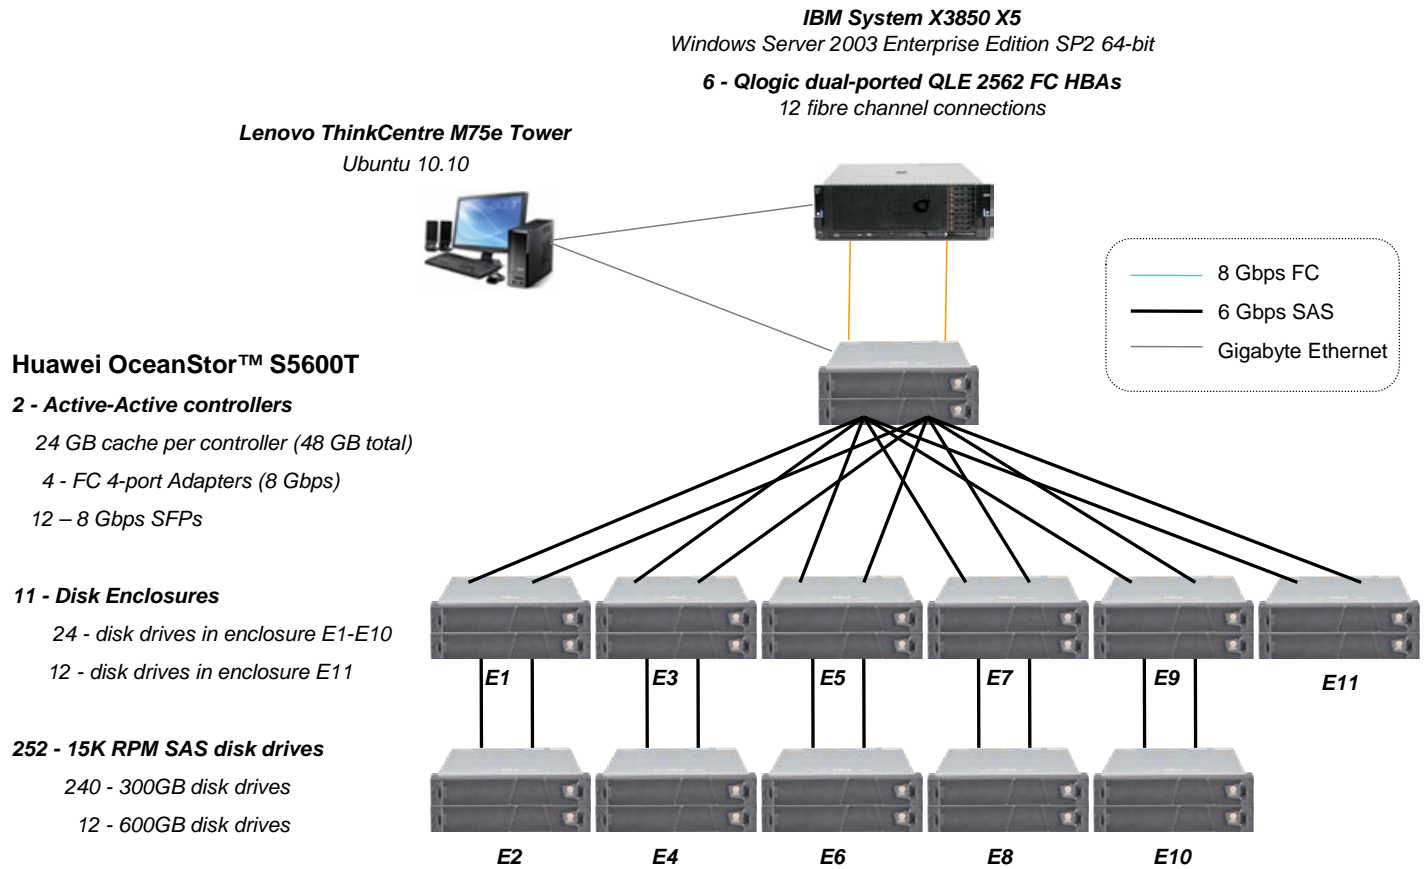 IBM System X3850 X5
Windows Server 2003 Enterprise Edition SP2 64-bit
6 - Qlogic dual-ported QLE 2562 FC HBAs
12 fibre channel connections
Lenovo ThinkCentre M75e Tower
Ubuntu 10.10
8 Gbps FC
6 Gbps SAS
Gigabyte Ethernet
Huawei OceanStor™ S5600T
2 - Active-Active controllers
24 GB cache per controller (48 GB total)
4 - FC 4-port Adapters (8 Gbps)
12 – 8 Gbps SFPs
11 - Disk Enclosures
24 - disk drives in enclosure E1-E10
12 - disk drives in enclosure E11
E1 E3 E5 E7 E9 E11
252 - 15K RPM SAS disk drives
240 - 300GB disk drives
12 - 600GB disk drives
E2 E4 E6 E8 E10